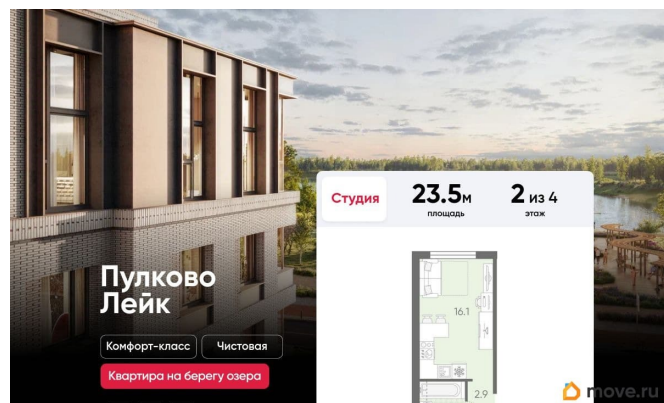 Студия
23.5м
площадь
2 из 4
этаж
Пулково
Лейк
Комфорт-класс
Чистовая
Квартира на берегу озера
16.1
2.9
move.ru